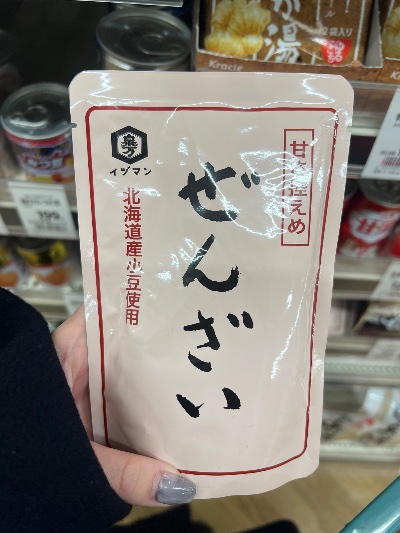 甘さ控えめ
ぜんざい
イヅマン
北海道産小豆使用
Kracie